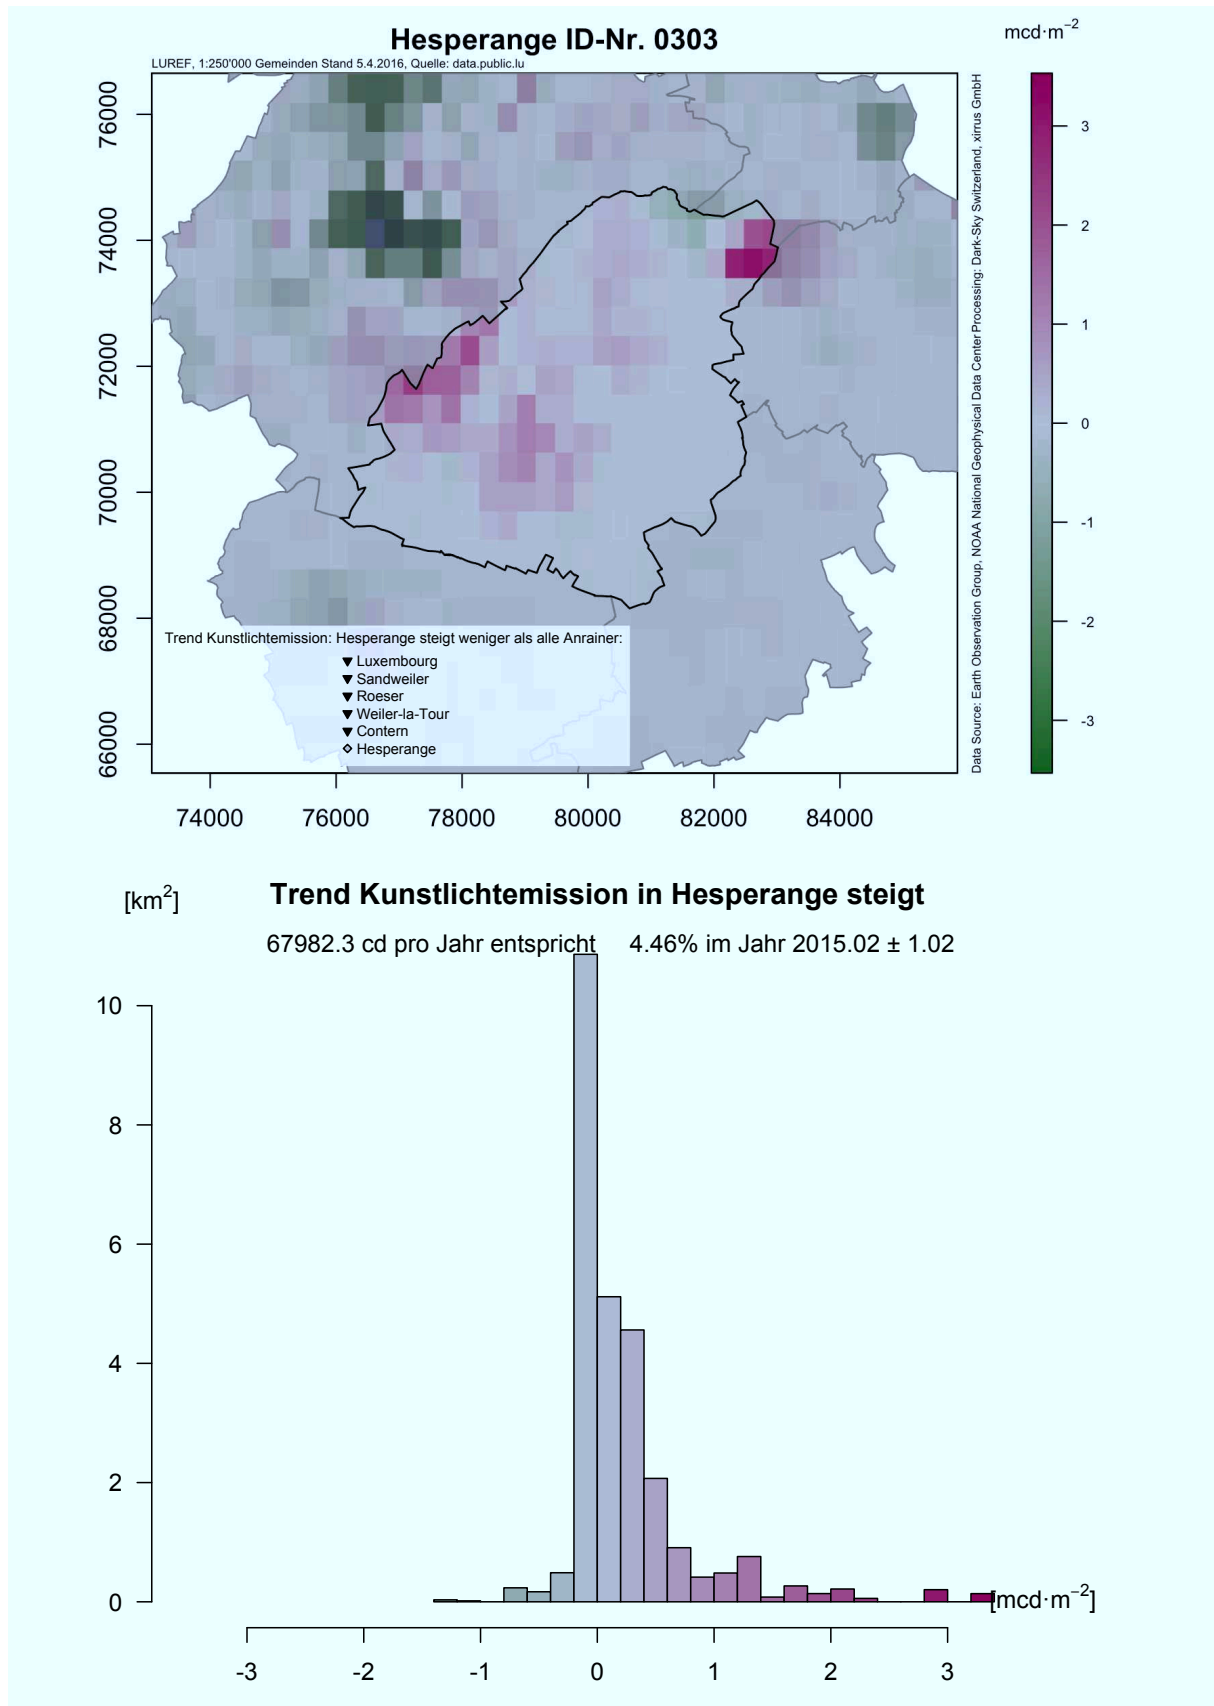 Hesperange ID-Nr. 0303
mcd·m⁻²
LUREF, 1:250'000 Gemeinden Stand 5.4.2016, Quelle: data.public.lu
76000
74000
72000
70000
68000
66000
74000
76000
78000
80000
82000
84000
Trend Kunstlichtemission: Hesperange steigt weniger als alle Anrainer:
▼ Luxembourg
▼ Sandweiler
▼ Roeser
▼ Weiler-la-Tour
▼ Contern
◇ Hesperange
Data Source: Earth Observation Group, NOAA National Geophysical Data Center Processing: Dark-Sky Switzerland, xirrus GmbH
3
2
1
0
-1
-2
-3
[km²]
Trend Kunstlichtemission in Hesperange steigt
67982.3 cd pro Jahr entspricht 4.46% im Jahr 2015.02 ± 1.02
10
8
6
4
2
0
[mcd·m⁻²]
-3
-2
-1
0
1
2
3